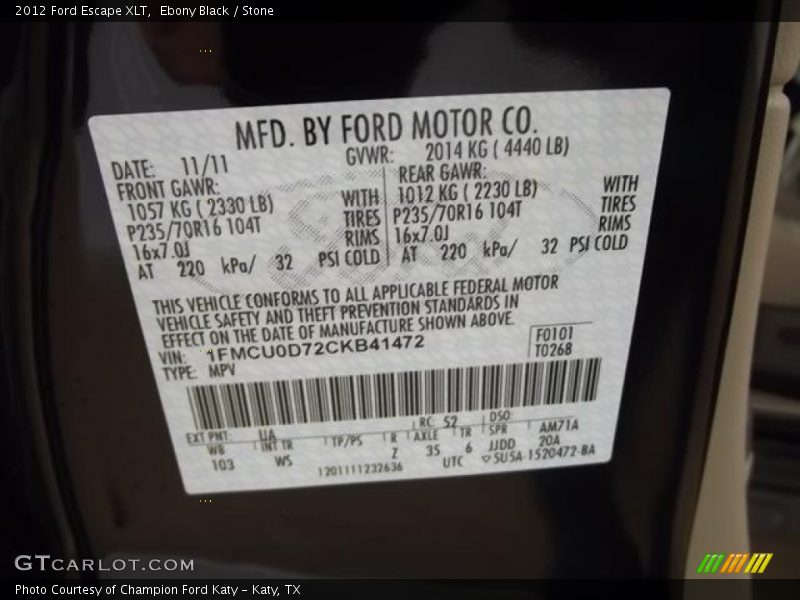 2012 Ford Escape XLT,  Ebony Black / Stone
MFD. BY FORD MOTOR CO.
DATE: 11/11
GVWR: 2014 KG ( 4440 LB)
FRONT GAWR:
1057 KG ( 2330 LB)
P235/70R16 104T
16x7.0J
WITH
TIRES
RIMS
AT 220 kPa/ 32 PSI COLD
REAR GAWR:
1012 KG ( 2230 LB)
P235/70R16 104T
16x7.0J
WITH
TIRES
RIMS
AT 220 kPa/ 32 PSI COLD
THIS VEHICLE CONFORMS TO ALL APPLICABLE FEDERAL MOTOR
VEHICLE SAFETY AND THEFT PREVENTION STANDARDS IN
EFFECT ON THE DATE OF MANUFACTURE SHOWN ABOVE.
VIN: 1FMCU0D72CKB41472
TYPE: MPV
F0101
T0268
EXT PNT: UA RC: 52 DSO:
WB INT TR TP/PS R AXLE TR SPR AM71A
103 WS Z 35 6 JJDD 20A
1201111232636 UTC ▽SU5A-1520472-BA
GTCARLOT.COM
Photo Courtesy of Champion Ford Katy – Katy, TX